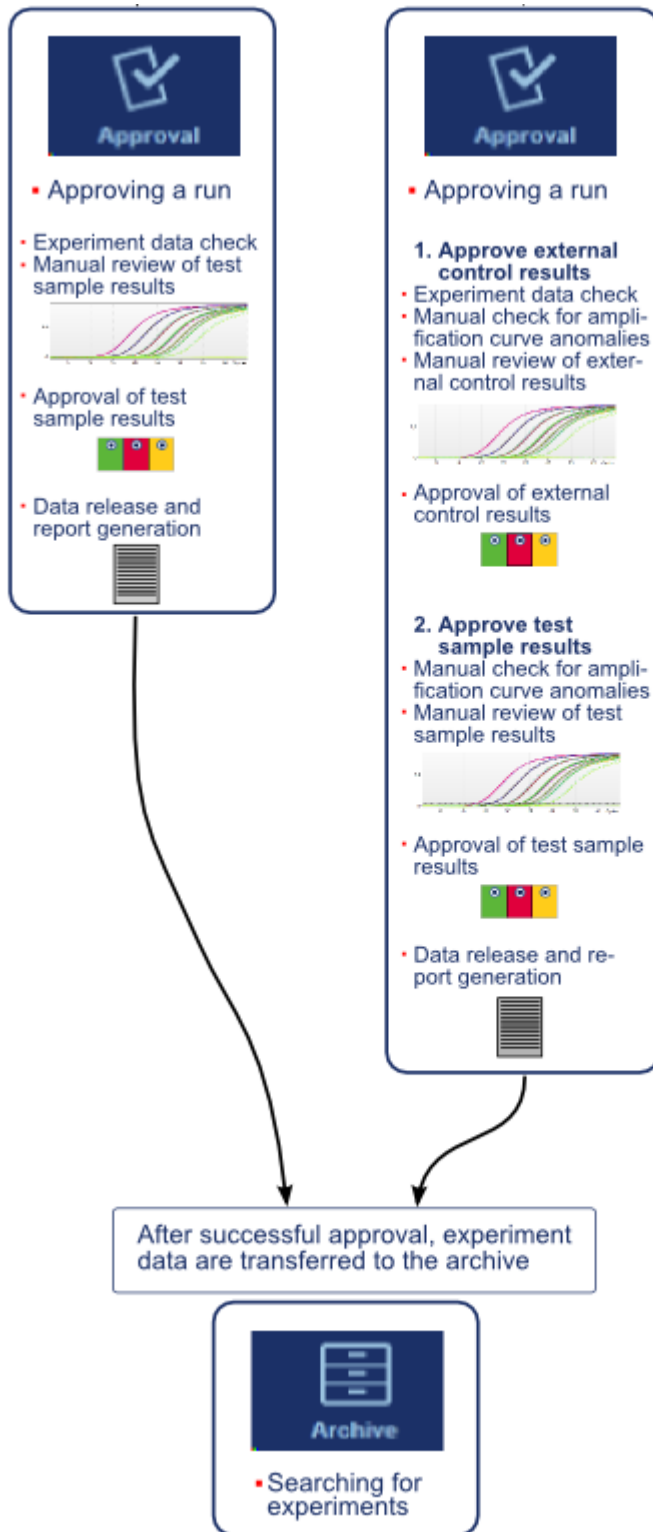 Approval
▪ Approving a run
• Experiment data check
• Manual review of test
sample results
• Approval of test
sample results
• Data release and
report generation
Approval
▪ Approving a run
1. Approve external
control results
• Experiment data check
• Manual check for ampli-
fication curve anomalies
• Manual review of exter-
nal control results
• Approval of external
control results
2. Approve test
sample results
• Manual check for ampli-
fication curve anomalies
• Manual review of test
sample results
• Approval of test sample
results
• Data release and re-
port generation
After successful approval, experiment
data are transferred to the archive
Archive
▪ Searching for
experiments